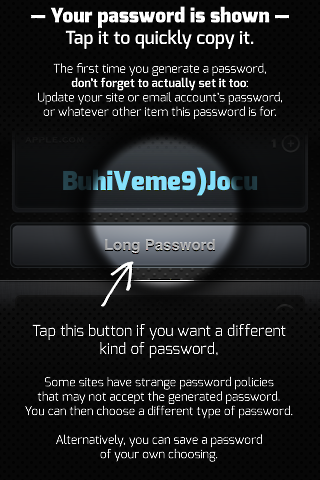 — Your password is shown —
Tap it to quickly copy it.
The first time you generate a password,
don't forget to actually set it too:
Update your site or email account's password,
or whatever other item this password is for.
APPLE.COM
1
BuhiVeme9)Jocu
Long Password
Tap this button if you want a different
kind of password.
Some sites have strange password policies
that may not accept the generated password.
You can then choose a different type of password.
Alternatively, you can save a password
of your own choosing.